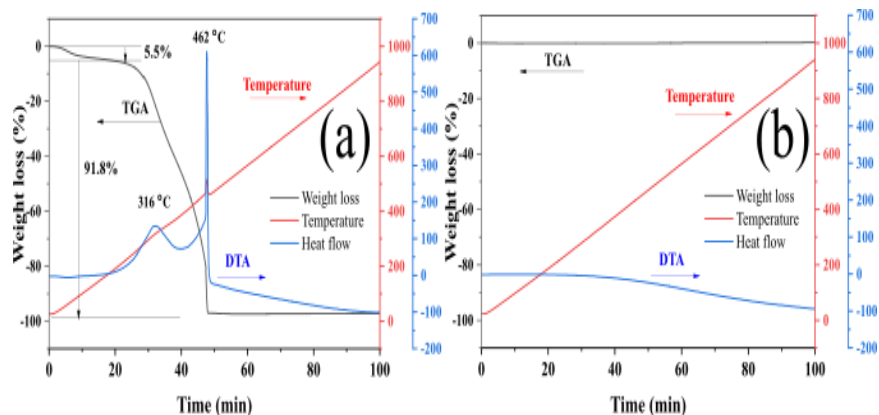 700
462 °C
0
5.5%
1000
600
TGA
500
-20
Temperature
800
400
Weight loss (%)
(a)
-40
91.8%
600
300
316 °C
Weight loss
200
-60
Temperature
400
Heat flow
100
-80
DTA
200
0
-100
0
-100
-200
0 20 40 60 80 100
Time (min)
700
0
1000
600
TGA
500
-20
Temperature
800
400
Weight loss (%)
(b)
-40
600
300
Weight loss
200
-60
Temperature
400
Heat flow
100
-80
DTA
200
0
-100
0
-100
-200
0 20 40 60 80 100
Time (min)